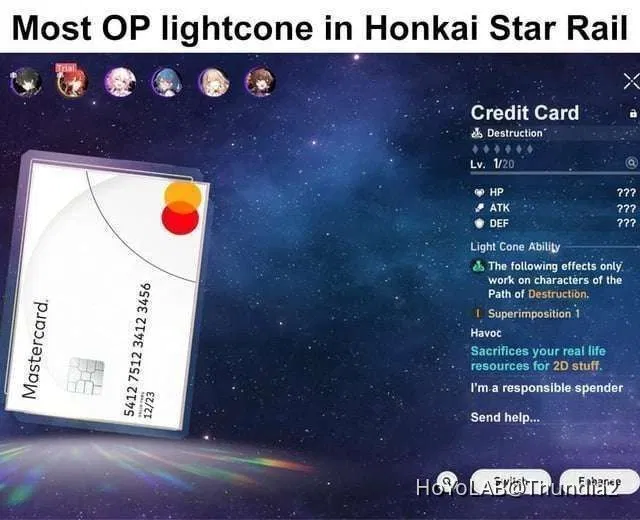 Most OP lightcone in Honkai Star Rail
Trial
Credit Card
Destruction
Lv. 1/20
HP ???
ATK ???
DEF ???
Light Cone Ability
The following effects only
work on characters of the
Path of Destruction.
I Superimposition 1
Havoc
Sacrifices your real life
resources for 2D stuff.
I'm a responsible spender
Send help...
Mastercard.
5412 7512 3412 3456
12/23
Switch
Enhance